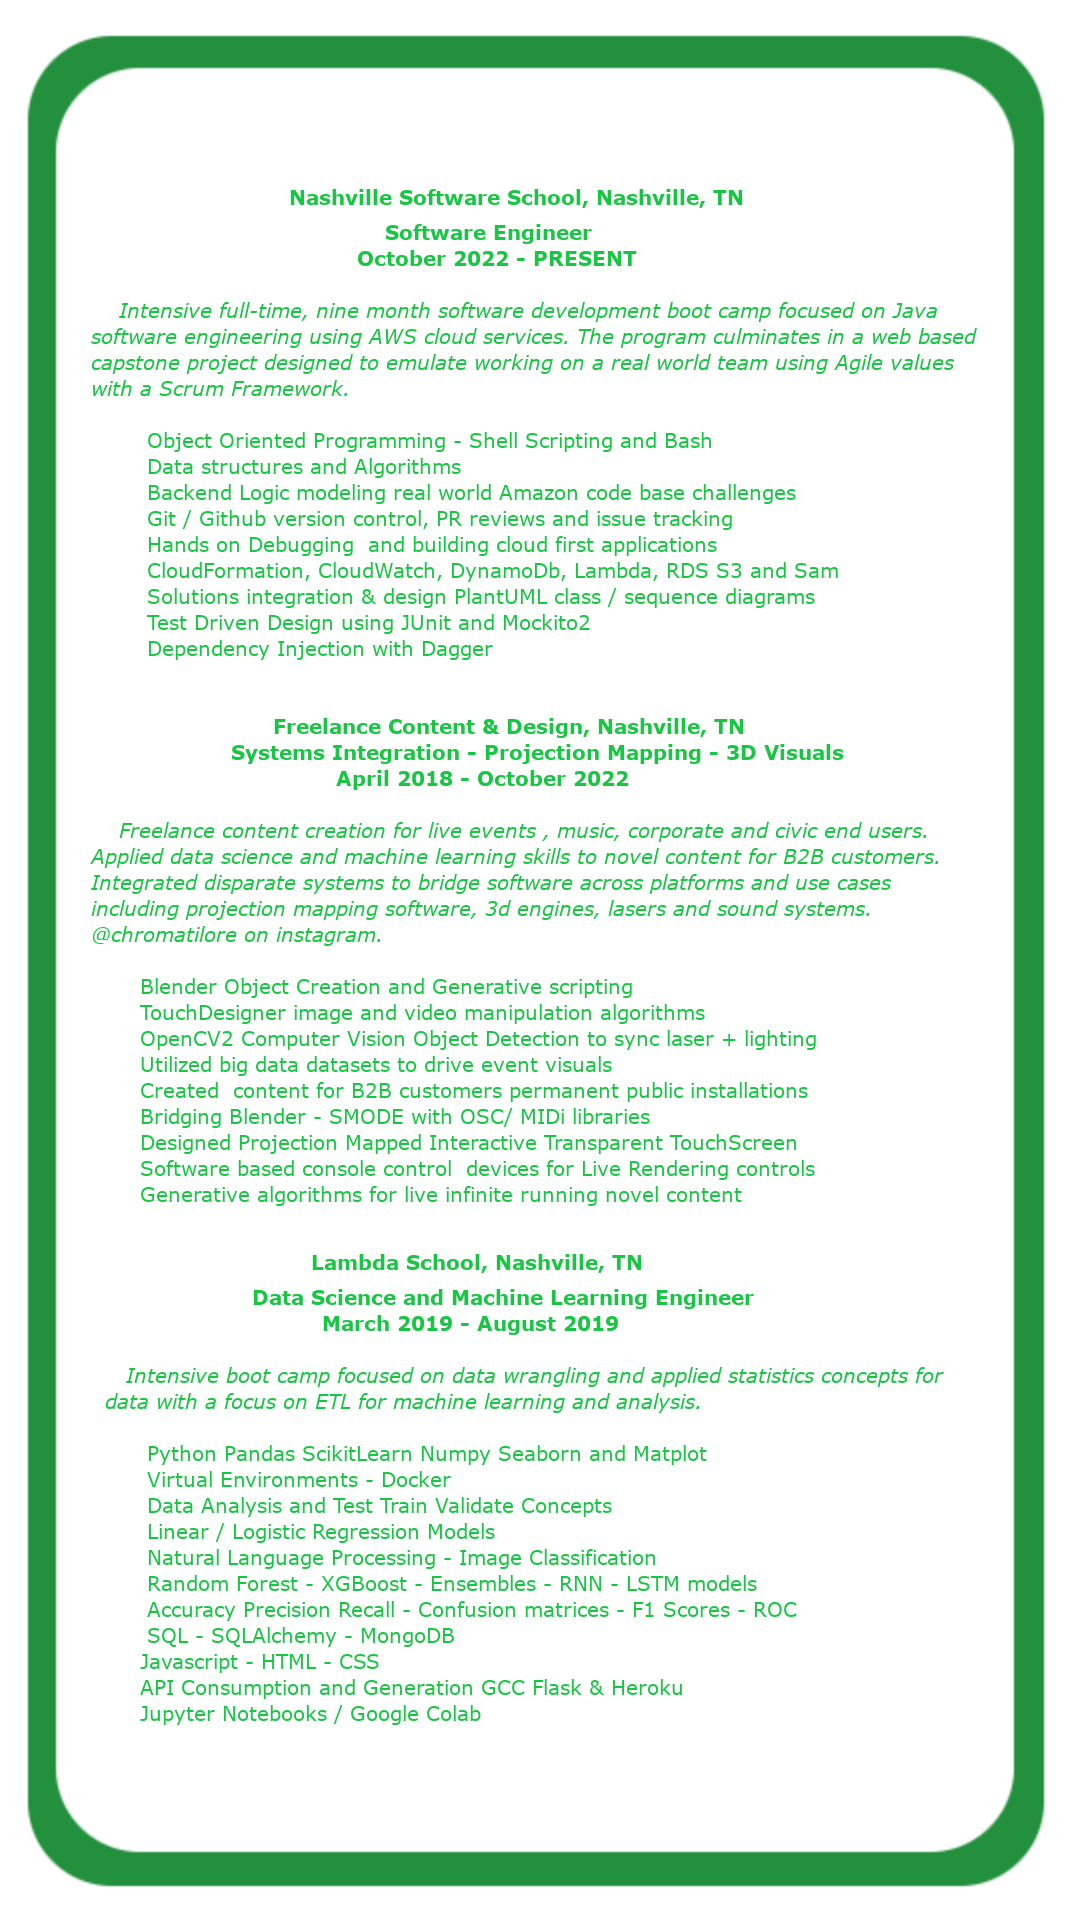 Nashville Software School, Nashville, TN
Software Engineer
October 2022 - PRESENT
Intensive full-time, nine month software development boot camp focused on Java
software engineering using AWS cloud services. The program culminates in a web based
capstone project designed to emulate working on a real world team using Agile values
with a Scrum Framework.
Object Oriented Programming - Shell Scripting and Bash
Data structures and Algorithms
Backend Logic modeling real world Amazon code base challenges
Git / Github version control, PR reviews and issue tracking
Hands on Debugging  and building cloud first applications
CloudFormation, CloudWatch, DynamoDb, Lambda, RDS S3 and Sam
Solutions integration & design PlantUML class / sequence diagrams
Test Driven Design using JUnit and Mockito2
Dependency Injection with Dagger
Freelance Content & Design, Nashville, TN
Systems Integration - Projection Mapping - 3D Visuals
April 2018 - October 2022
Freelance content creation for live events , music, corporate and civic end users.
Applied data science and machine learning skills to novel content for B2B customers.
Integrated disparate systems to bridge software across platforms and use cases
including projection mapping software, 3d engines, lasers and sound systems.
@chromatilore on instagram.
Blender Object Creation and Generative scripting
TouchDesigner image and video manipulation algorithms
OpenCV2 Computer Vision Object Detection to sync laser + lighting
Utilized big data datasets to drive event visuals
Created  content for B2B customers permanent public installations
Bridging Blender - SMODE with OSC/ MIDi libraries
Designed Projection Mapped Interactive Transparent TouchScreen
Software based console control  devices for Live Rendering controls
Generative algorithms for live infinite running novel content
Lambda School, Nashville, TN
Data Science and Machine Learning Engineer
March 2019 - August 2019
Intensive boot camp focused on data wrangling and applied statistics concepts for
data with a focus on ETL for machine learning and analysis.
Python Pandas ScikitLearn Numpy Seaborn and Matplot
Virtual Environments - Docker
Data Analysis and Test Train Validate Concepts
Linear / Logistic Regression Models
Natural Language Processing - Image Classification
Random Forest - XGBoost - Ensembles - RNN - LSTM models
Accuracy Precision Recall - Confusion matrices - F1 Scores - ROC
SQL - SQLAlchemy - MongoDB
Javascript - HTML - CSS
API Consumption and Generation GCC Flask & Heroku
Jupyter Notebooks / Google Colab